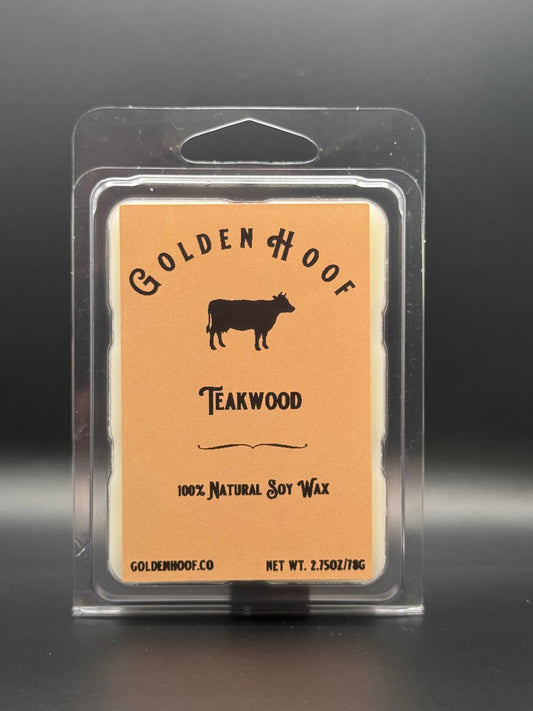 Golden Hoof
Teakwood
100% Natural Soy Wax
GOLDENHOOF.CO NET WT. 2.75OZ/78G